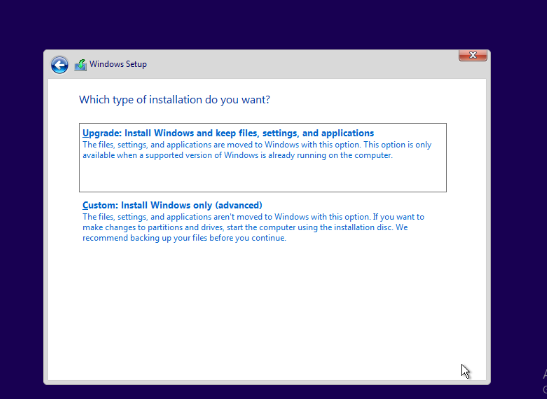 Windows Setup
Which type of installation do you want?
Upgrade: Install Windows and keep files, settings, and applications
The files, settings, and applications are moved to Windows with this option. This option is only
available when a supported version of Windows is already running on the computer.
Custom: Install Windows only (advanced)
The files, settings, and applications aren't moved to Windows with this option. If you want to
make changes to partitions and drives, start the computer using the installation disc. We
recommend backing up your files before you continue.